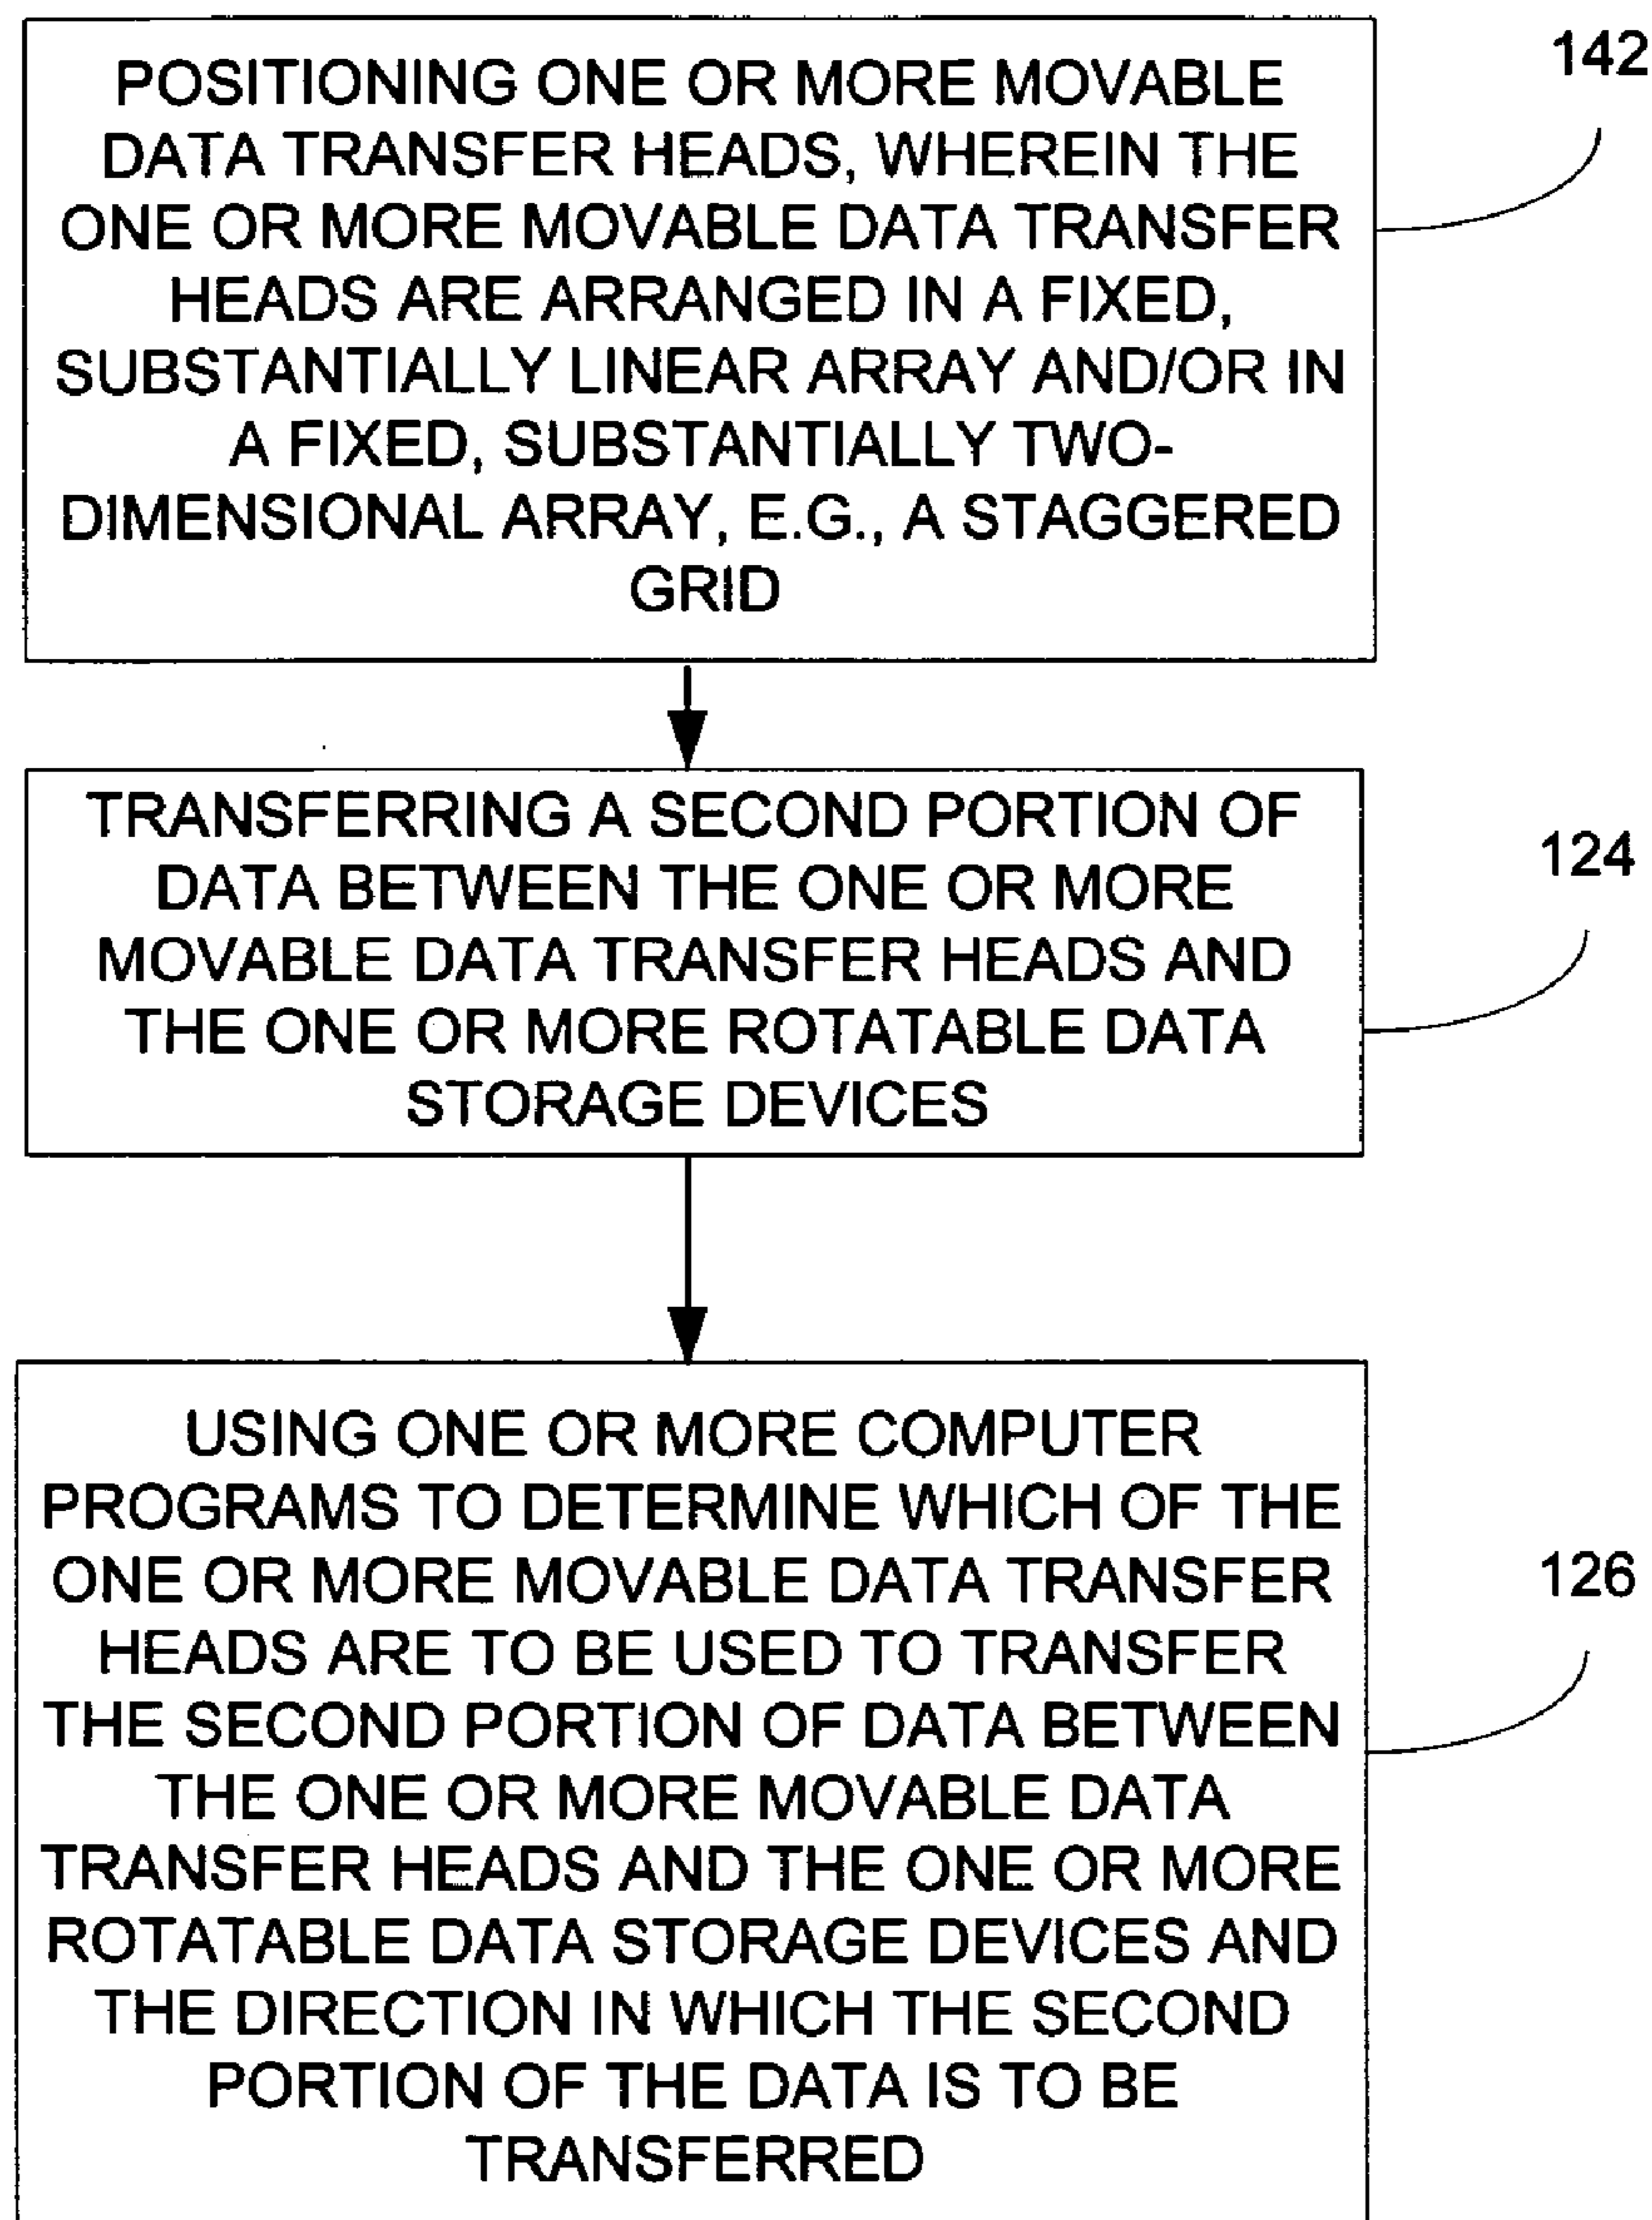 POSITIONING ONE OR MORE MOVABLE
DATA TRANSFER HEADS, WHEREIN THE
ONE OR MORE MOVABLE DATA TRANSFER
HEADS ARE ARRANGED IN A FIXED,
SUBSTANTIALLY LINEAR ARRAY AND/OR IN
A FIXED, SUBSTANTIALLY TWO-
DIMENSIONAL ARRAY, E.G., A STAGGERED
GRID
142
TRANSFERRING A SECOND PORTION OF
DATA BETWEEN THE ONE OR MORE
MOVABLE DATA TRANSFER HEADS AND
THE ONE OR MORE ROTATABLE DATA
STORAGE DEVICES
124
USING ONE OR MORE COMPUTER
PROGRAMS TO DETERMINE WHICH OF THE
ONE OR MORE MOVABLE DATA TRANSFER
HEADS ARE TO BE USED TO TRANSFER
THE SECOND PORTION OF DATA BETWEEN
THE ONE OR MORE MOVABLE DATA
TRANSFER HEADS AND THE ONE OR MORE
ROTATABLE DATA STORAGE DEVICES AND
THE DIRECTION IN WHICH THE SECOND
PORTION OF THE DATA IS TO BE
TRANSFERRED
126